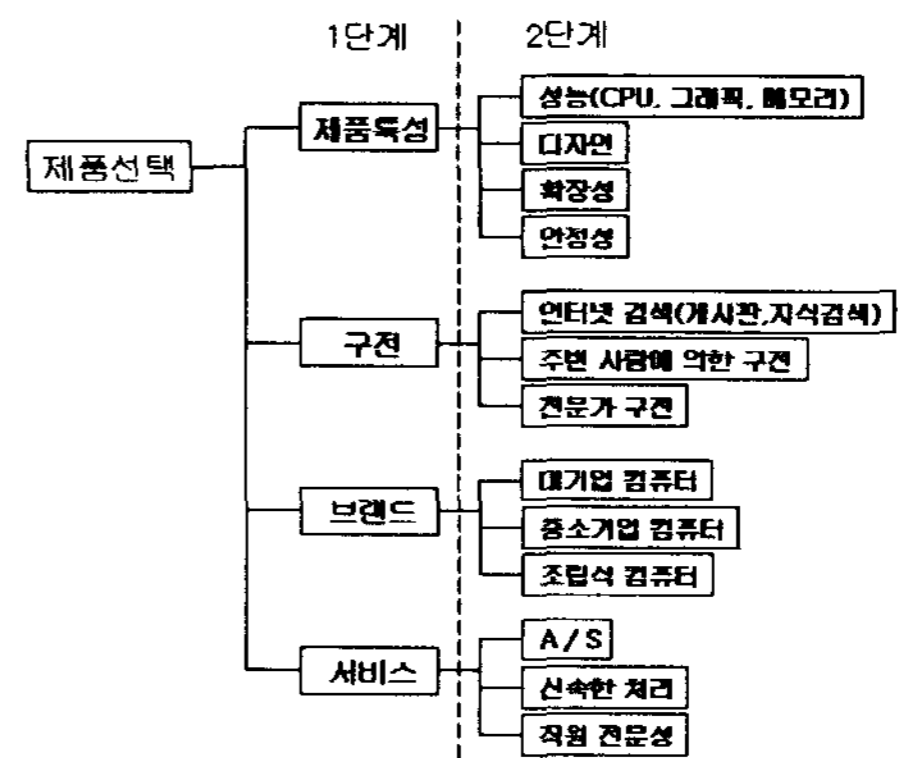 1단계
2단계
제품선택
제품특성
성능(CPU, 그래픽, 메모리)
디자인
확장성
안정성
구전
인터넷 검색(게시판,지식검색)
주변 사람에 의한 구전
전문가 구전
브랜드
대기업 컴퓨터
중소기업 컴퓨터
조립식 컴퓨터
서비스
A/S
신속한 처리
직원 전문성